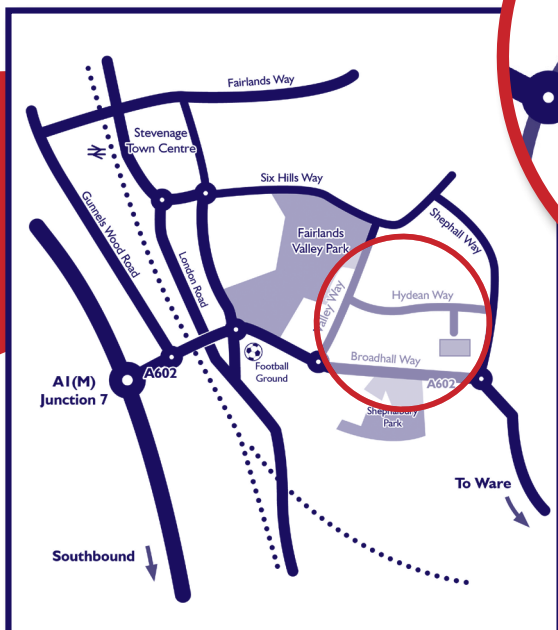 Fairlands Way
Stevenage
Town Centre
Six Hills Way
Gunnels Wood Road
Fairlands
Valley Park
Shephall Way
London Road
Valley Way
Hydean Way
Broadhall Way
Football
Ground
A602
A1(M)
Junction 7
A602
Shephalbury
Park
To Ware
Southbound